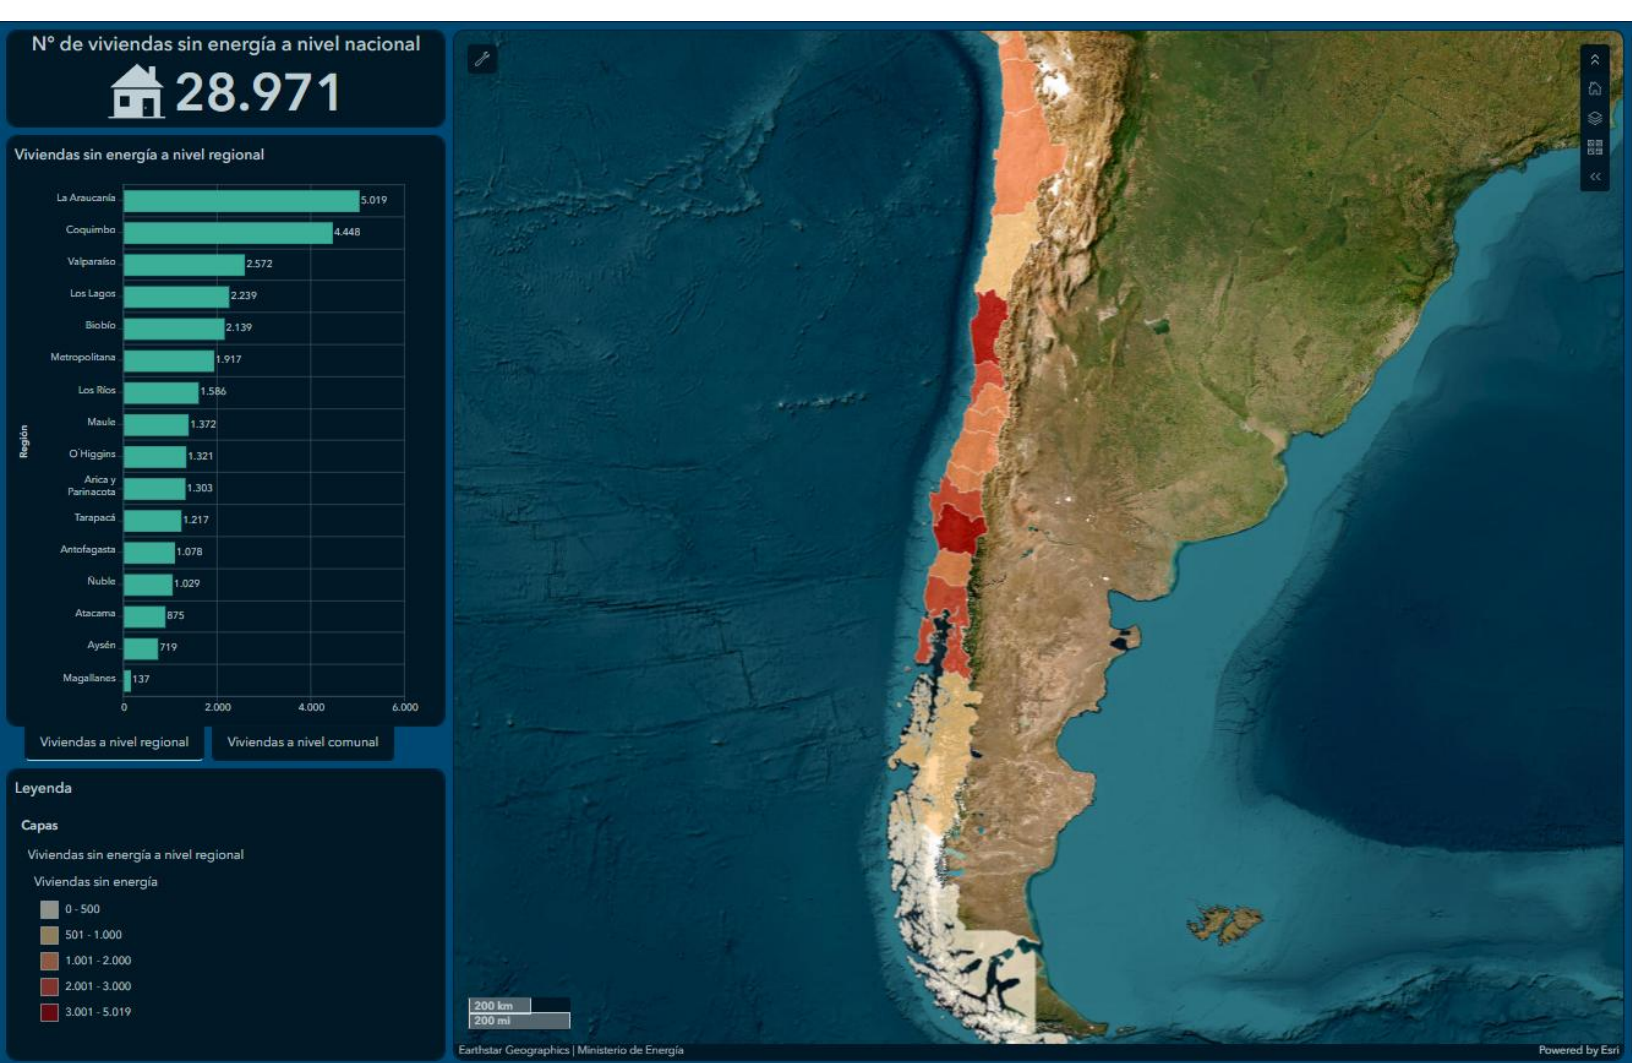 N° de viviendas sin energía a nivel nacional
28.971
Viviendas sin energía a nivel regional
La Araucanía 5.019
Coquimbo 4.448
Valparaíso 2.572
Los Lagos 2.239
Biobío 2.139
Metropolitana 1.917
Los Ríos 1.586
Maule 1.372
Región
O'Higgins 1.321
Arica y
Parinacota 1.303
Tarapacá 1.217
Antofagasta 1.078
Ñuble 1.029
Atacama 875
Aysén 719
Magallanes 137
0 2.000 4.000 6.000
Viviendas a nivel regional Viviendas a nivel comunal
Leyenda
Capas
Viviendas sin energía a nivel regional
Viviendas sin energía
0 - 500
501 - 1.000
1.001 - 2.000
2.001 - 3.000
3.001 - 5.019
200 km
200 mi
Earthstar Geographics | Ministerio de Energía
Powered by Esri